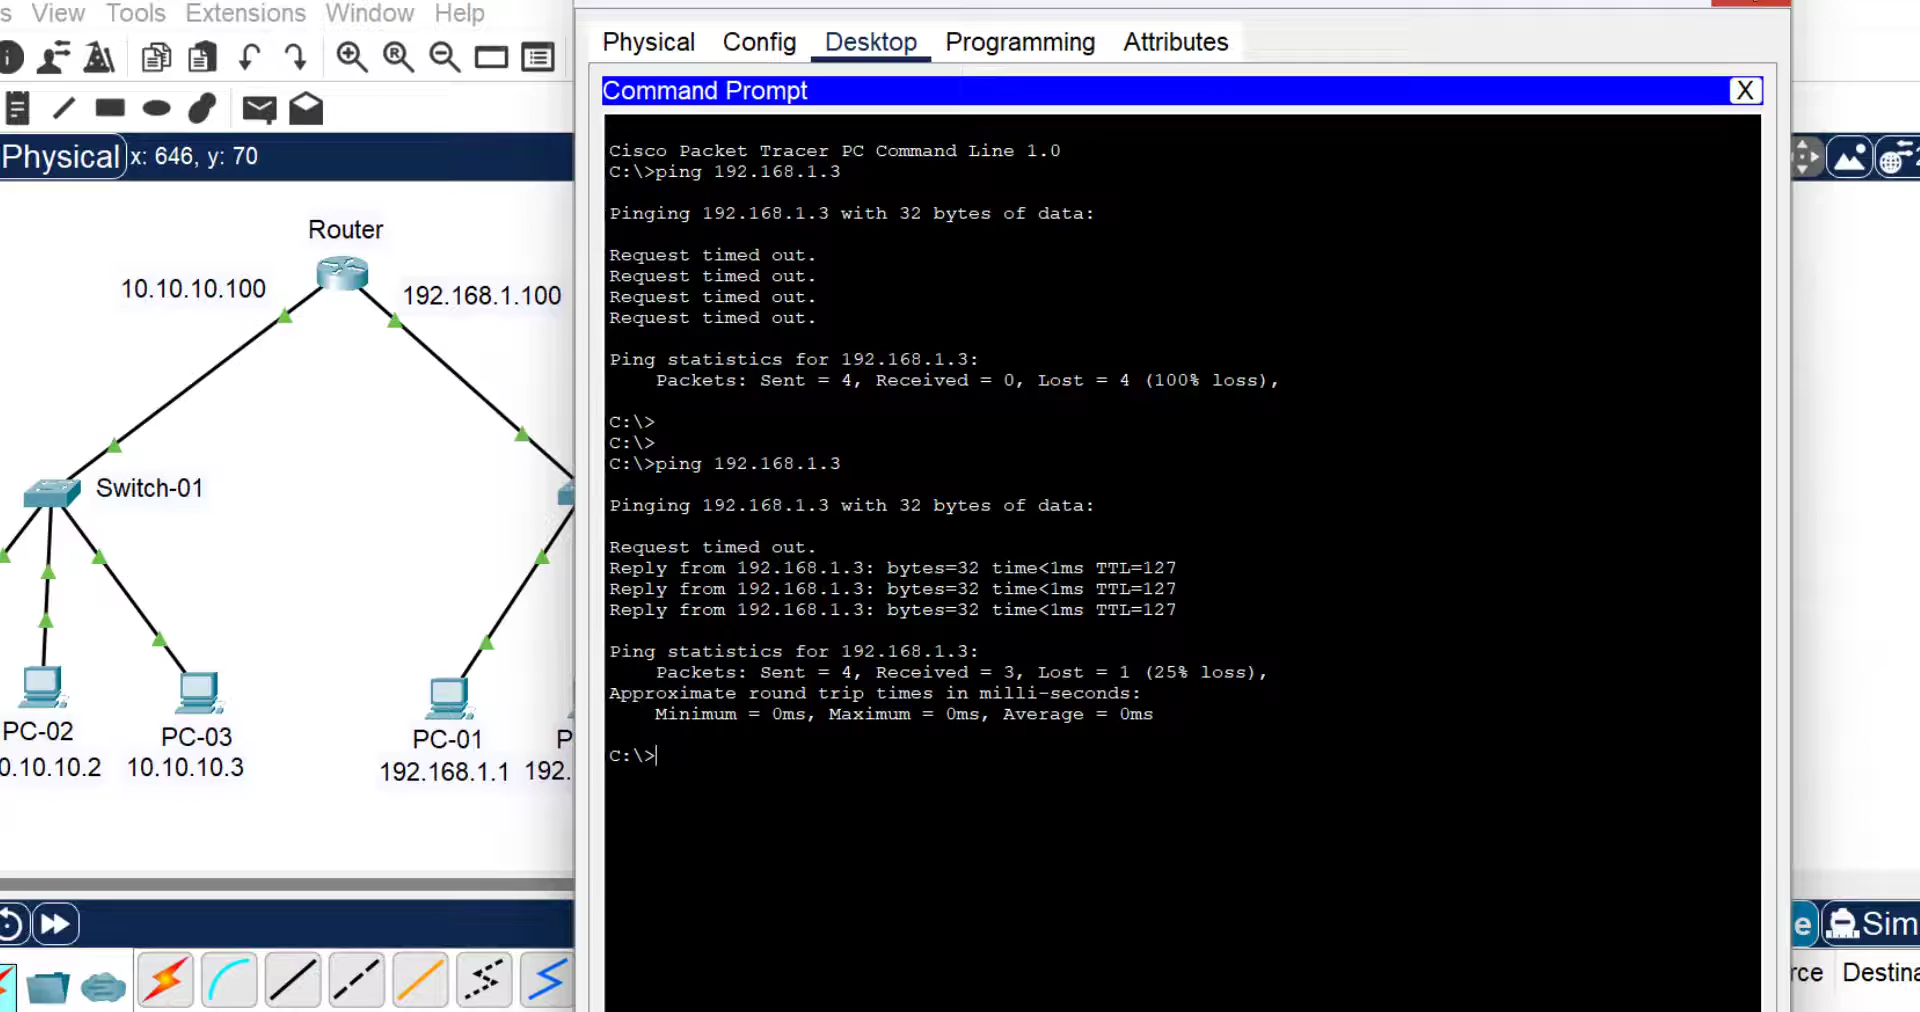 s View Tools Extensions Window Help
Physical x: 646, y: 70
Router
10.10.10.100
192.168.1.100
Switch-01
PC-02
0.10.10.2
PC-03
10.10.10.3
PC-01
192.168.1.1
P
192.
Physical Config Desktop Programming Attributes
Command Prompt X
Cisco Packet Tracer PC Command Line 1.0
C:\>ping 192.168.1.3
Pinging 192.168.1.3 with 32 bytes of data:
Request timed out.
Request timed out.
Request timed out.
Request timed out.
Ping statistics for 192.168.1.3:
Packets: Sent = 4, Received = 0, Lost = 4 (100% loss),
C:\>
C:\>
C:\>ping 192.168.1.3
Pinging 192.168.1.3 with 32 bytes of data:
Request timed out.
Reply from 192.168.1.3: bytes=32 time<1ms TTL=127
Reply from 192.168.1.3: bytes=32 time<1ms TTL=127
Reply from 192.168.1.3: bytes=32 time<1ms TTL=127
Ping statistics for 192.168.1.3:
Packets: Sent = 4, Received = 3, Lost = 1 (25% loss),
Approximate round trip times in milli-seconds:
Minimum = 0ms, Maximum = 0ms, Average = 0ms
C:\>
e Sim
rce Destina